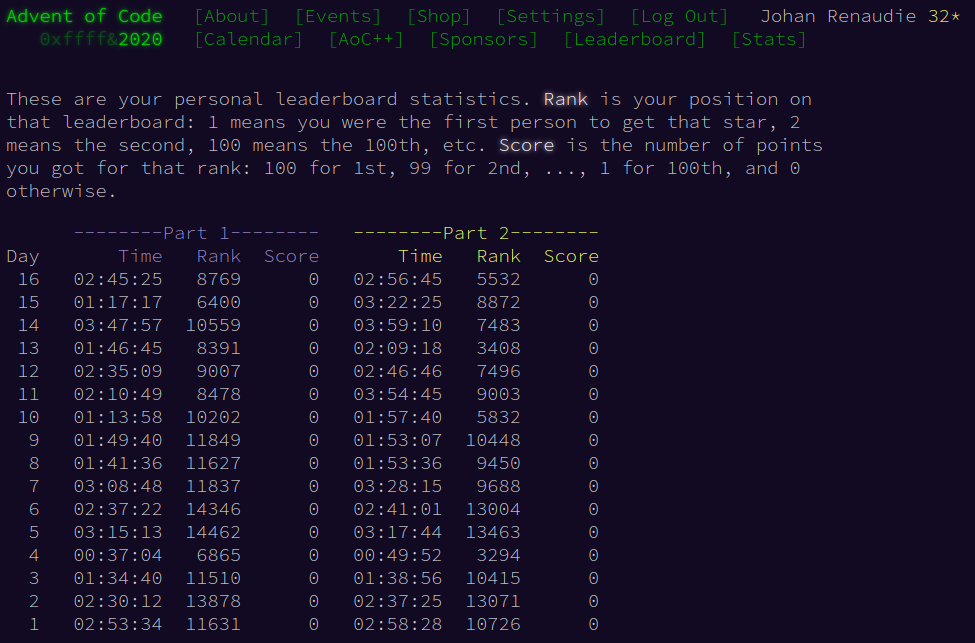 Advent of Code [About] [Events] [Shop] [Settings] [Log Out] Johan Renaudie 32*
0xffff&2020 [Calendar] [AoC++] [Sponsors] [Leaderboard] [Stats]
These are your personal leaderboard statistics. Rank is your position on
that leaderboard: 1 means you were the first person to get that star, 2
means the second, 100 means the 100th, etc. Score is the number of points
you got for that rank: 100 for 1st, 99 for 2nd, ..., 1 for 100th, and 0
otherwise.
--------Part 1-------- --------Part 2--------
Day Time Rank Score Time Rank Score
16 02:45:25 8769 0 02:56:45 5532 0
15 01:17:17 6400 0 03:22:25 8872 0
14 03:47:57 10559 0 03:59:10 7483 0
13 01:46:45 8391 0 02:09:18 3408 0
12 02:35:09 9007 0 02:46:46 7496 0
11 02:10:49 8478 0 03:54:45 9003 0
10 01:13:58 10202 0 01:57:40 5832 0
9 01:49:40 11849 0 01:53:07 10448 0
8 01:41:36 11627 0 01:53:36 9450 0
7 03:08:48 11837 0 03:28:15 9688 0
6 02:37:22 14346 0 02:41:01 13004 0
5 03:15:13 14462 0 03:17:44 13463 0
4 00:37:04 6865 0 00:49:52 3294 0
3 01:34:40 11510 0 01:38:56 10415 0
2 02:30:12 13878 0 02:37:25 13071 0
1 02:53:34 11631 0 02:58:28 10726 0